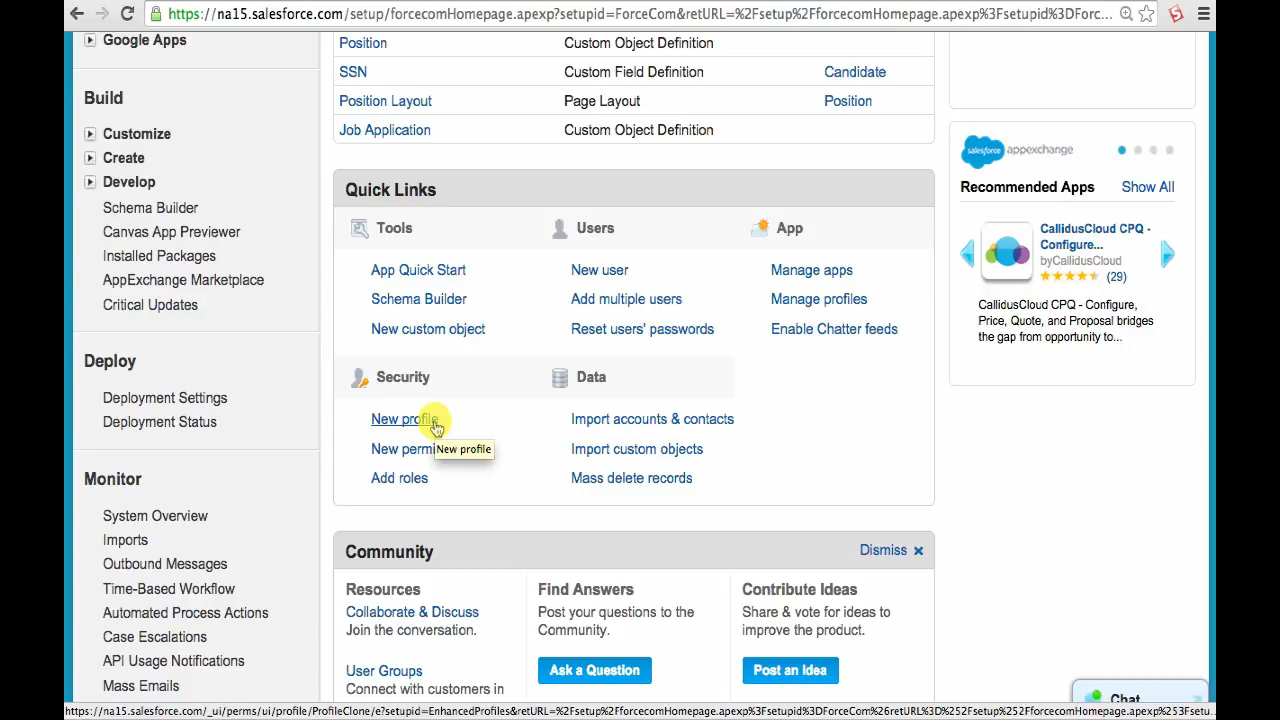 https://na15.salesforce.com/setup/forcecomHomepage.apexp?setupid=ForceCom&retURL=%2Fsetup%2FforcecomHomepage.apexp%3Fsetupid%3DForc...
Google Apps
Build
Customize
Create
Develop
Schema Builder
Canvas App Previewer
Installed Packages
AppExchange Marketplace
Critical Updates
Deploy
Deployment Settings
Deployment Status
Monitor
System Overview
Imports
Outbound Messages
Time-Based Workflow
Automated Process Actions
Case Escalations
API Usage Notifications
Mass Emails
Position Custom Object Definition
SSN Custom Field Definition Candidate
Position Layout Page Layout Position
Job Application Custom Object Definition
Quick Links
Tools
App Quick Start
Schema Builder
New custom object
Users
New user
Add multiple users
Reset users' passwords
App
Manage apps
Manage profiles
Enable Chatter feeds
Security
New profile
New permi
New profile
Add roles
Data
Import accounts & contacts
Import custom objects
Mass delete records
Community Dismiss
Resources
Collaborate & Discuss
Join the conversation.
User Groups
Connect with customers in
Find Answers
Post your questions to the
Community.
Ask a Question
Contribute Ideas
Share & vote for ideas to
improve the product.
Post an Idea
salesforce appexchange
Recommended Apps Show All
CallidusCloud CPQ -
Configure...
byCallidusCloud
(29)
CallidusCloud CPQ - Configure,
Price, Quote, and Proposal bridges
the gap from opportunity to...
Chat
https://na15.salesforce.com/_ui/perms/ui/profile/ProfileClone/e?setupid=EnhancedProfiles&retURL=%2Fsetup%2FforcecomHomepage.apexp%3Fsetupid%3DForceCom%26retURL%3D%252Fsetup%252FforcecomHomepage.apexp%253Fsetu...